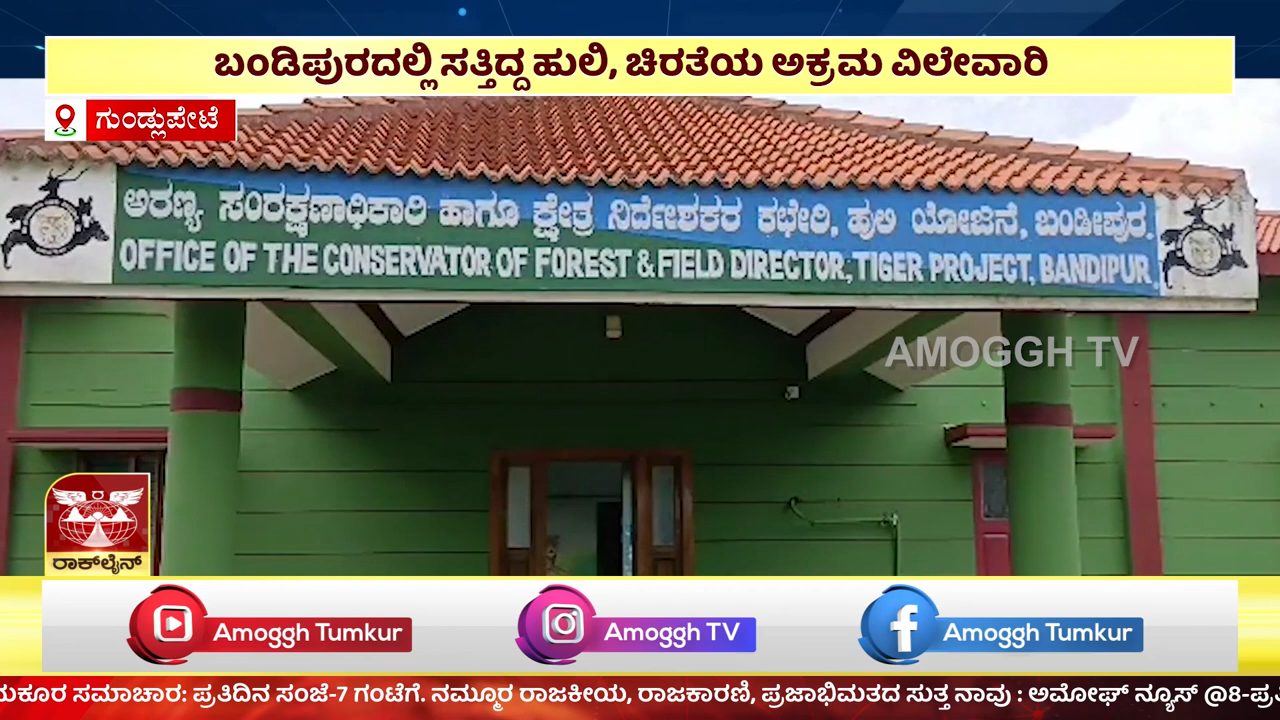 ಬಂಡಿಪುರದಲ್ಲಿ ಸತ್ತಿದ್ದ ಹುಲಿ, ಚಿರತೆಯ ಅಕ್ರಮ ವಿಲೇವಾರಿ
ಗುಂಡ್ಲುಪೇಟೆ
ಅರಣ್ಯ ಸಂರಕ್ಷಣಾಧಿಕಾರಿ ಹಾಗೂ ಕ್ಷೇತ್ರ ನಿರ್ದೇಶಕರ ಕಛೇರಿ, ಹುಲಿ ಯೋಜನೆ, ಬಂಡೀಪುರ.
OFFICE OF THE CONSERVATOR OF FOREST & FIELD DIRECTOR, TIGER PROJECT, BANDIPUR.
AMOGGH TV
ರಾಕ್‌ಲೈನ್
Amoggh Tumkur Amoggh TV Amoggh Tumkur
ಸಮಾಚಾರ: ಪ್ರತಿದಿನ ಸಂಜೆ-7 ಗಂಟೆಗೆ. ನಮ್ಮೂರ ರಾಜಕೀಯ, ರಾಜಕಾರಣಿ, ಪ್ರಜಾಭಿಮತದ ಸುತ್ತ ನಾವು : ಅಮೋಘ್ ನ್ಯೂಸ್ @8-